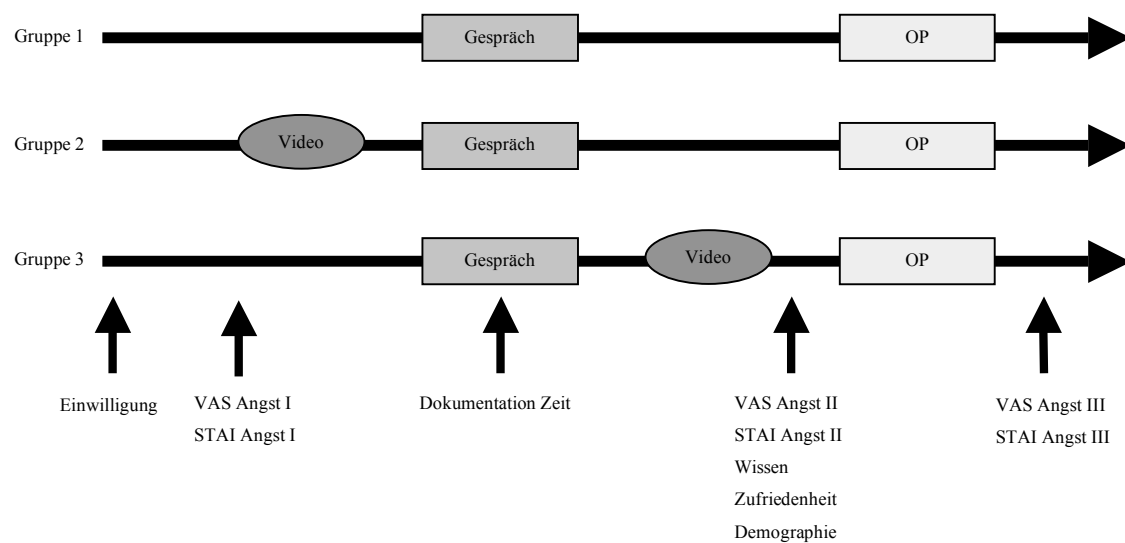 Gruppe 1
Gespräch
OP
Gruppe 2
Video
Gespräch
OP
Gruppe 3
Gespräch
Video
OP
Einwilligung
VAS Angst I
STAI Angst I
Dokumentation Zeit
VAS Angst II
STAI Angst II
Wissen
Zufriedenheit
Demographie
VAS Angst III
STAI Angst III